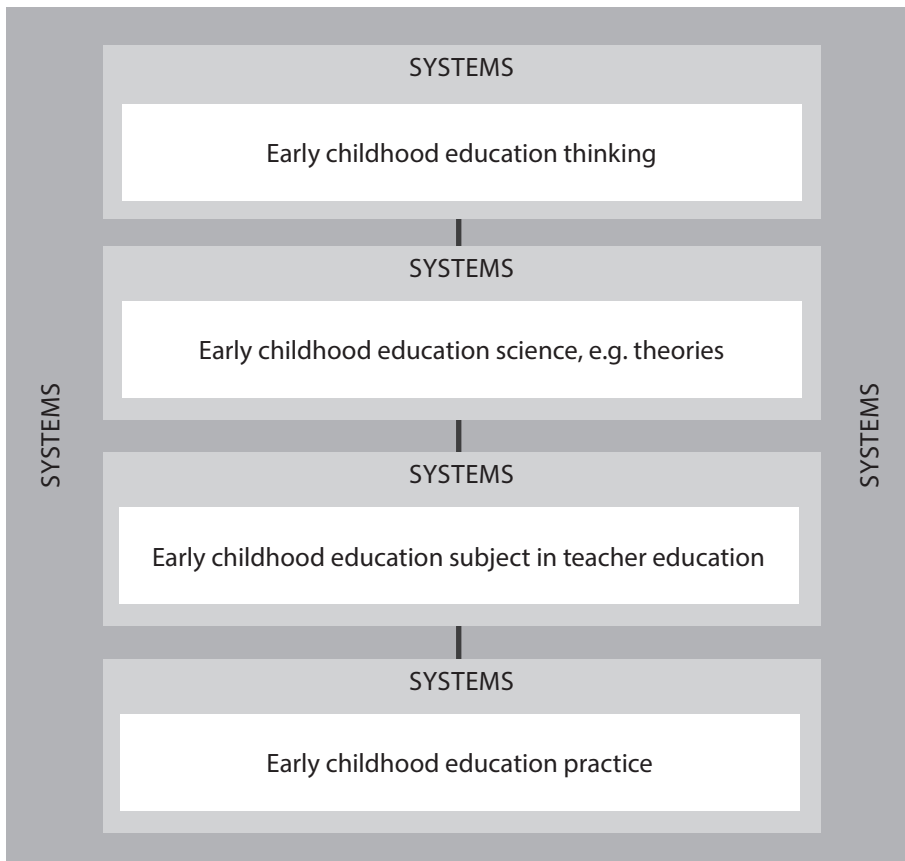 SYSTEMS
Early childhood education thinking
SYSTEMS
Early childhood education science, e.g. theories
SYSTEMS
SYSTEMS
SYSTEMS
Early childhood education subject in teacher education
SYSTEMS
Early childhood education practice